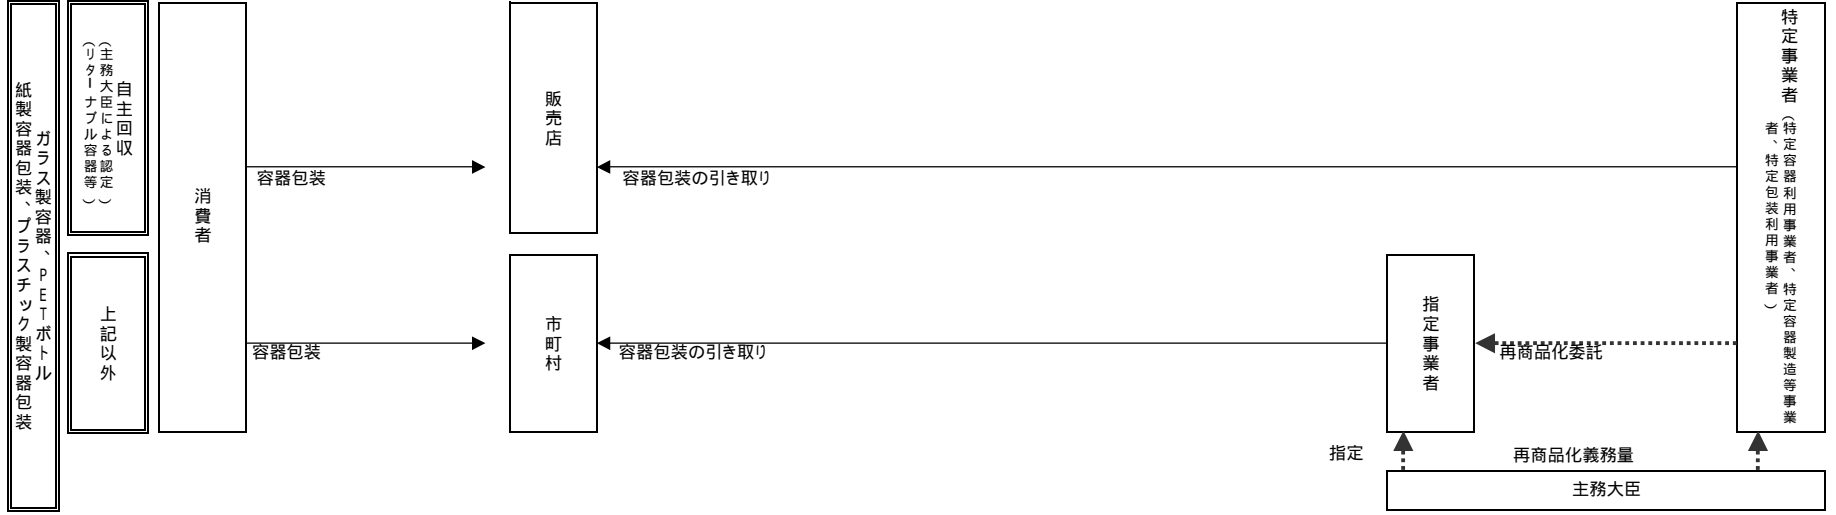 ガラス製容器、PETボトル
紙製容器包装、プラスチック製容器包装
自主回収
(主務大臣による認定)
(リターナブル容器等)
上記以外
消費者
容器包装
容器包装
販売店
市町村
容器包装の引き取り
容器包装の引き取り
指定事業者
再商品化委託
特定事業者(特定容器利用事業者、特定容器製造等事業
者、特定包装利用事業者)
指定
再商品化義務量
主務大臣